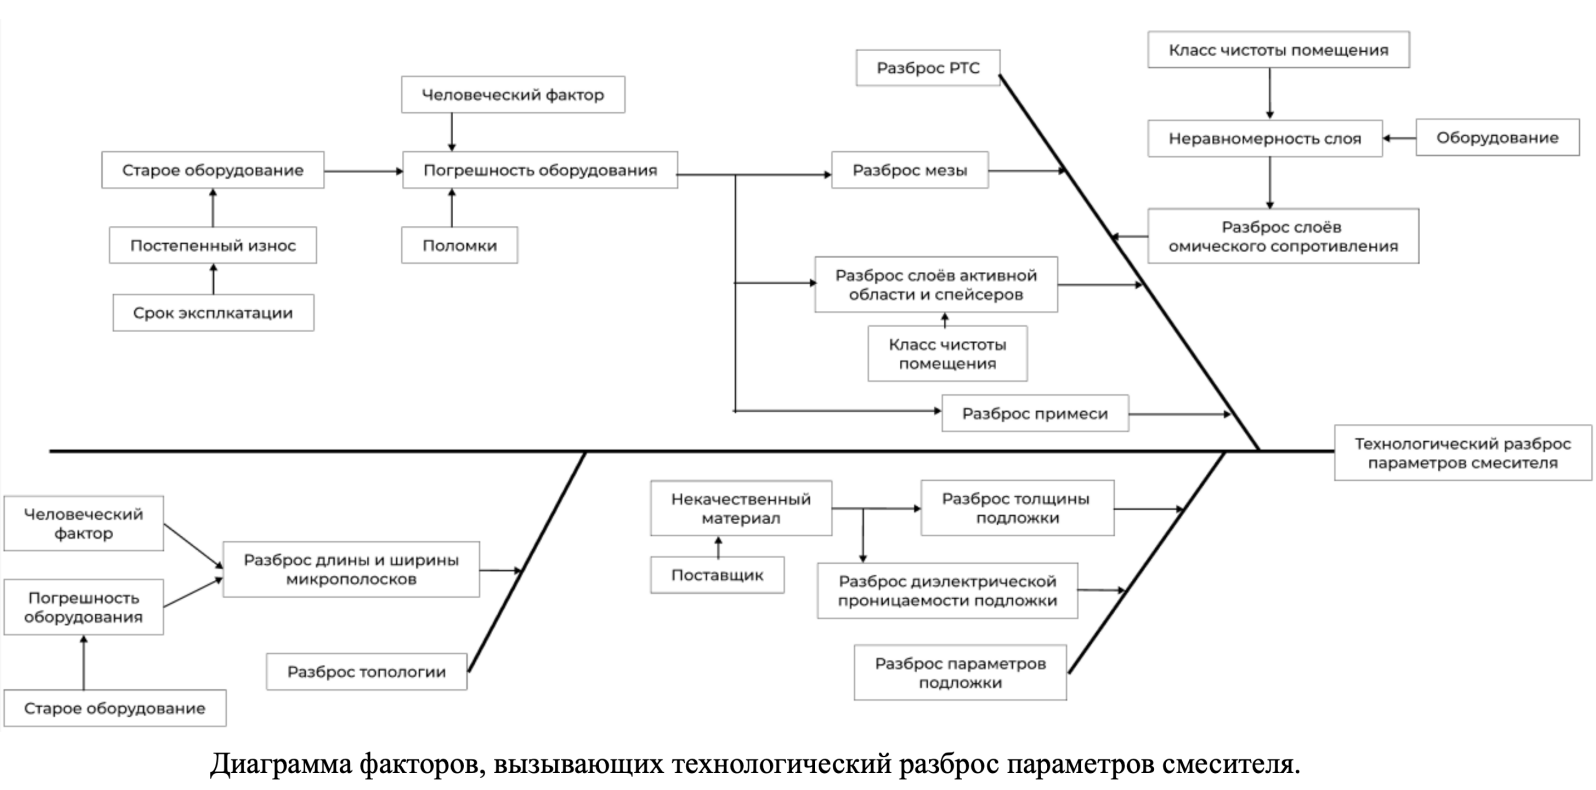 Класс чистоты помещения
Разброс РТС
Человеческий фактор
Неравномерность слоя
Оборудование
Старое оборудование
Погрешность оборудования
Разброс мезы
Постепенный износ
Поломки
Разброс слоёв
омического сопротивления
Разброс слоёв активной
области и спейсеров
Срок эксплкатации
Класс чистоты
помещения
Разброс примеси
Технологический разброс
параметров смесителя
Человеческий
фактор
Некачественный
материал
Разброс толщины
подложки
Разброс длины и ширины
микрополосков
Поставщик
Разброс диэлектрической
проницаемости подложки
Погрешность
оборудования
Разброс топологии
Разброс параметров
подложки
Старое оборудование
Диаграмма факторов, вызывающих технологический разброс параметров смесителя.